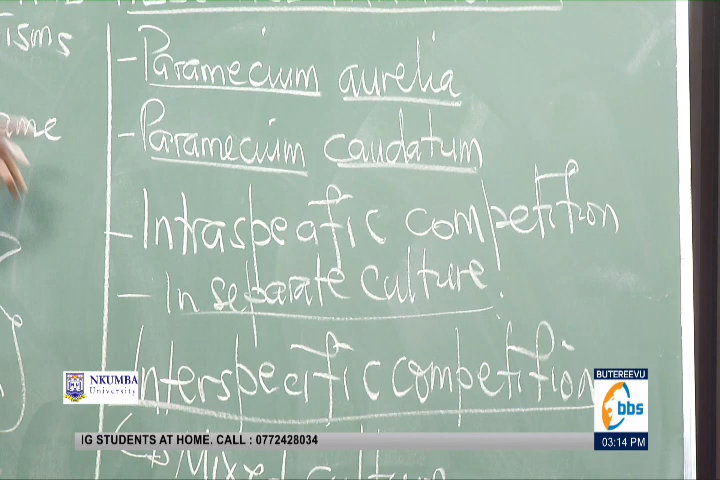 isms
ame
- Paramecium aurelia
- Paramecium caudatum
- Intraspecific competition
- In separate culture.
Interspecific competition
↳ Mixed culture
NKUMBA
University
BUTEREEVU
bbs
03:14 PM
IG STUDENTS AT HOME. CALL : 0772428034